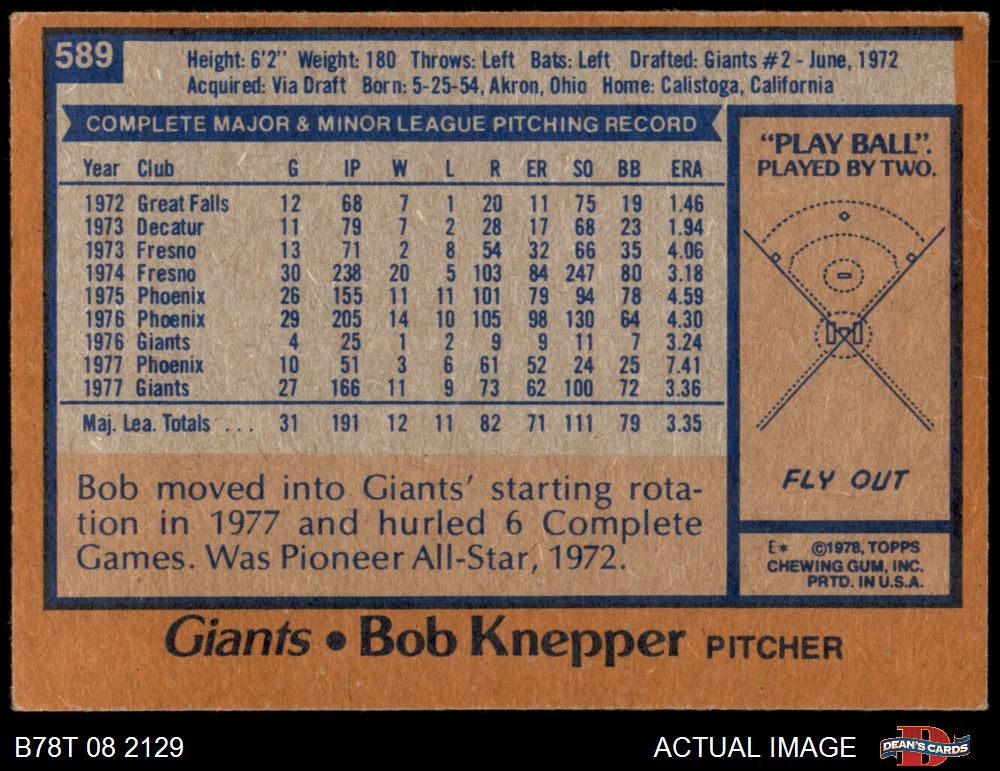 589
Height: 6'2" Weight: 180 Throws: Left Bats: Left Drafted: Giants #2 - June, 1972
Acquired: Via Draft Born: 5-25-54, Akron, Ohio Home: Calistoga, California
COMPLETE MAJOR & MINOR LEAGUE PITCHING RECORD
Year Club G IP W L R ER SO BB ERA
1972 Great Falls 12 68 7 1 20 11 75 19 1.46
1973 Decatur 11 79 7 2 28 17 68 23 1.94
1973 Fresno 13 71 2 8 54 32 66 35 4.06
1974 Fresno 30 238 20 5 103 84 247 80 3.18
1975 Phoenix 26 155 11 11 101 79 94 78 4.59
1976 Phoenix 29 205 14 10 105 98 130 64 4.30
1976 Giants 4 25 1 2 9 9 11 7 3.24
1977 Phoenix 10 51 3 6 61 52 24 25 7.41
1977 Giants 27 166 11 9 73 62 100 72 3.36
Maj. Lea. Totals . . . 31 191 12 11 82 71 111 79 3.35
Bob moved into Giants' starting rota-
tion in 1977 and hurled 6 Complete
Games. Was Pioneer All-Star, 1972.
"PLAY BALL".
PLAYED BY TWO.
FLY OUT
E* ©1978, TOPPS
CHEWING GUM, INC.
PRTD. IN U.S.A.
Giants • Bob Knepper PITCHER
B78T 08 2129
ACTUAL IMAGE
D
DEAN'S CARDS